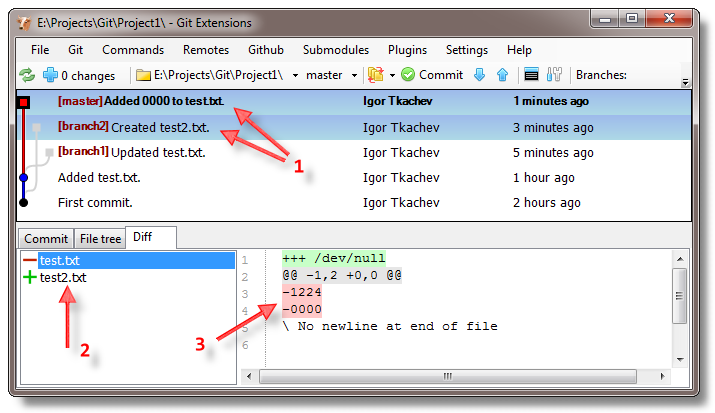 E:\Projects\Git\Project1\ - Git Extensions
File Git Commands Remotes Github Submodules Plugins Settings Help
0 changes E:\Projects\Git\Project1\ master Commit Branches:
[master]Added 0000 to test.txt. Igor Tkachev 1 minutes ago
[branch2] Created test2.txt. Igor Tkachev 3 minutes ago
[branch1] Updated test.txt. Igor Tkachev 5 minutes ago
1
Added test.txt. Igor Tkachev 1 hour ago
First commit. Igor Tkachev 2 hours ago
Commit File tree Diff
test.txt
test2.txt
2
1 +++ /dev/null
2 @@ -1,2 +0,0 @@
3 -1224
4 -0000
5 \ No newline at end of file
6
3